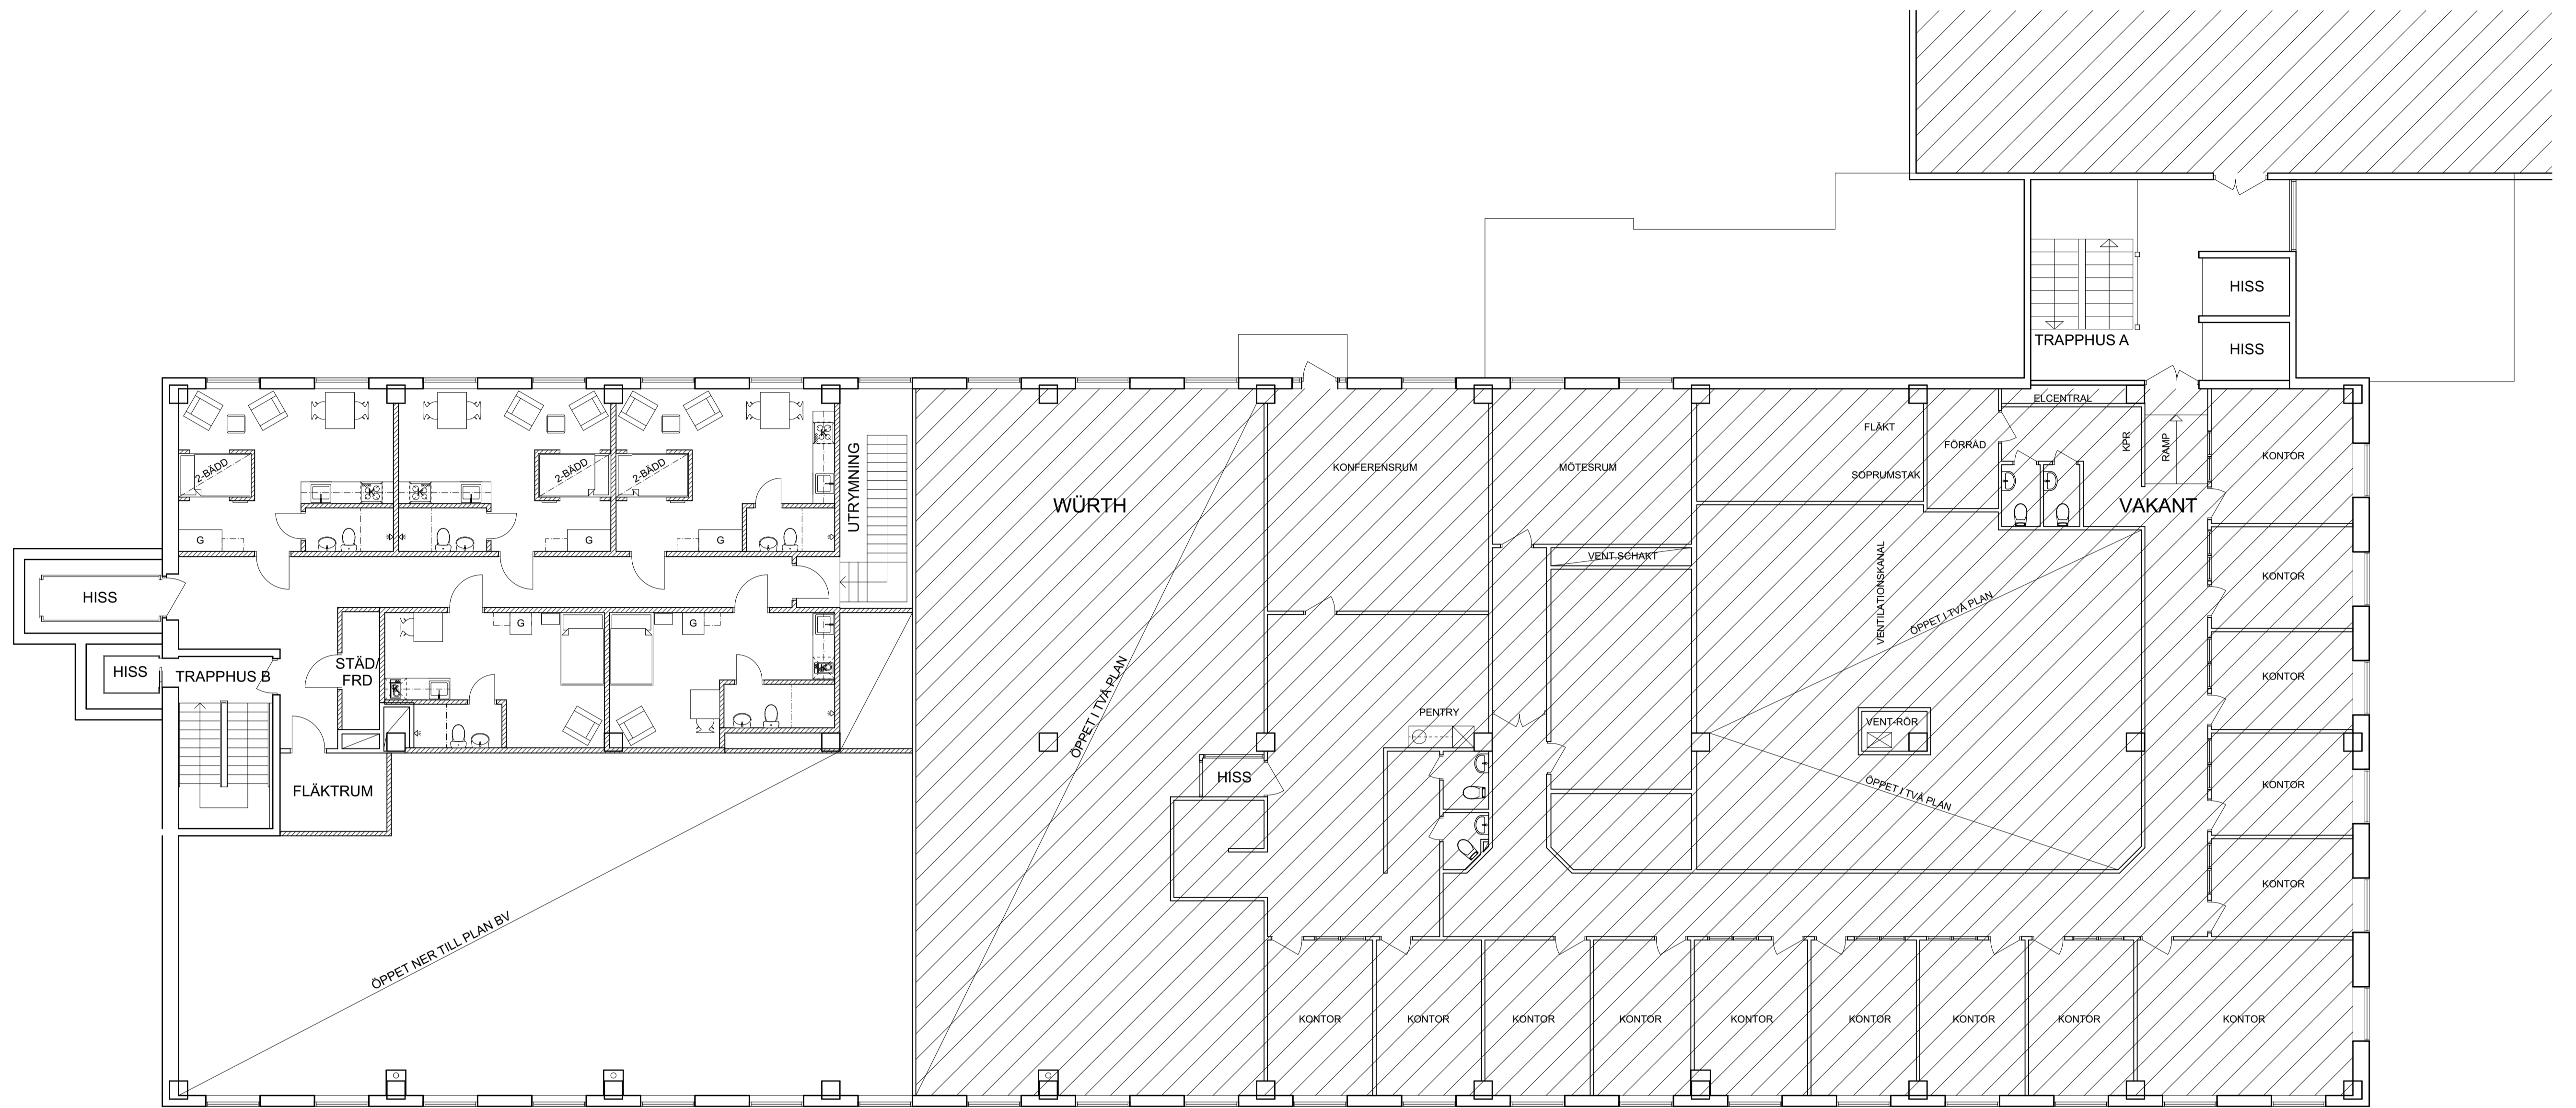 HISS
HISS
TRAPPHUS A
ELCENTRAL
KPR
RAMP
FLÄKT
FÖRRÅD
SOPRUMSTAK
KONFERENSRUM
MÖTESRUM
KONTOR
WÜRTH
VAKANT
2-BÄDD
2-BÄDD
2-BÄDD
K
K
K
UTRYMNING
G
G
G
VENT.SCHAKT
VENTILATIONSKANAL
ÖPPET I TVÅ PLAN
KONTOR
HISS
G
G
HISS
TRAPPHUS B
STÄD/
FRD
K
K
ÖPPET I TVÅ PLAN
KONTOR
PENTRY
VENT-RÖR
HISS
FLÄKTRUM
ÖPPET I TVÅ PLAN
KONTOR
KONTOR
ÖPPET NER TILL PLAN BV
KONTOR
KONTOR
KONTOR
KONTOR
KONTOR
KONTOR
KONTOR
KONTOR
KONTOR